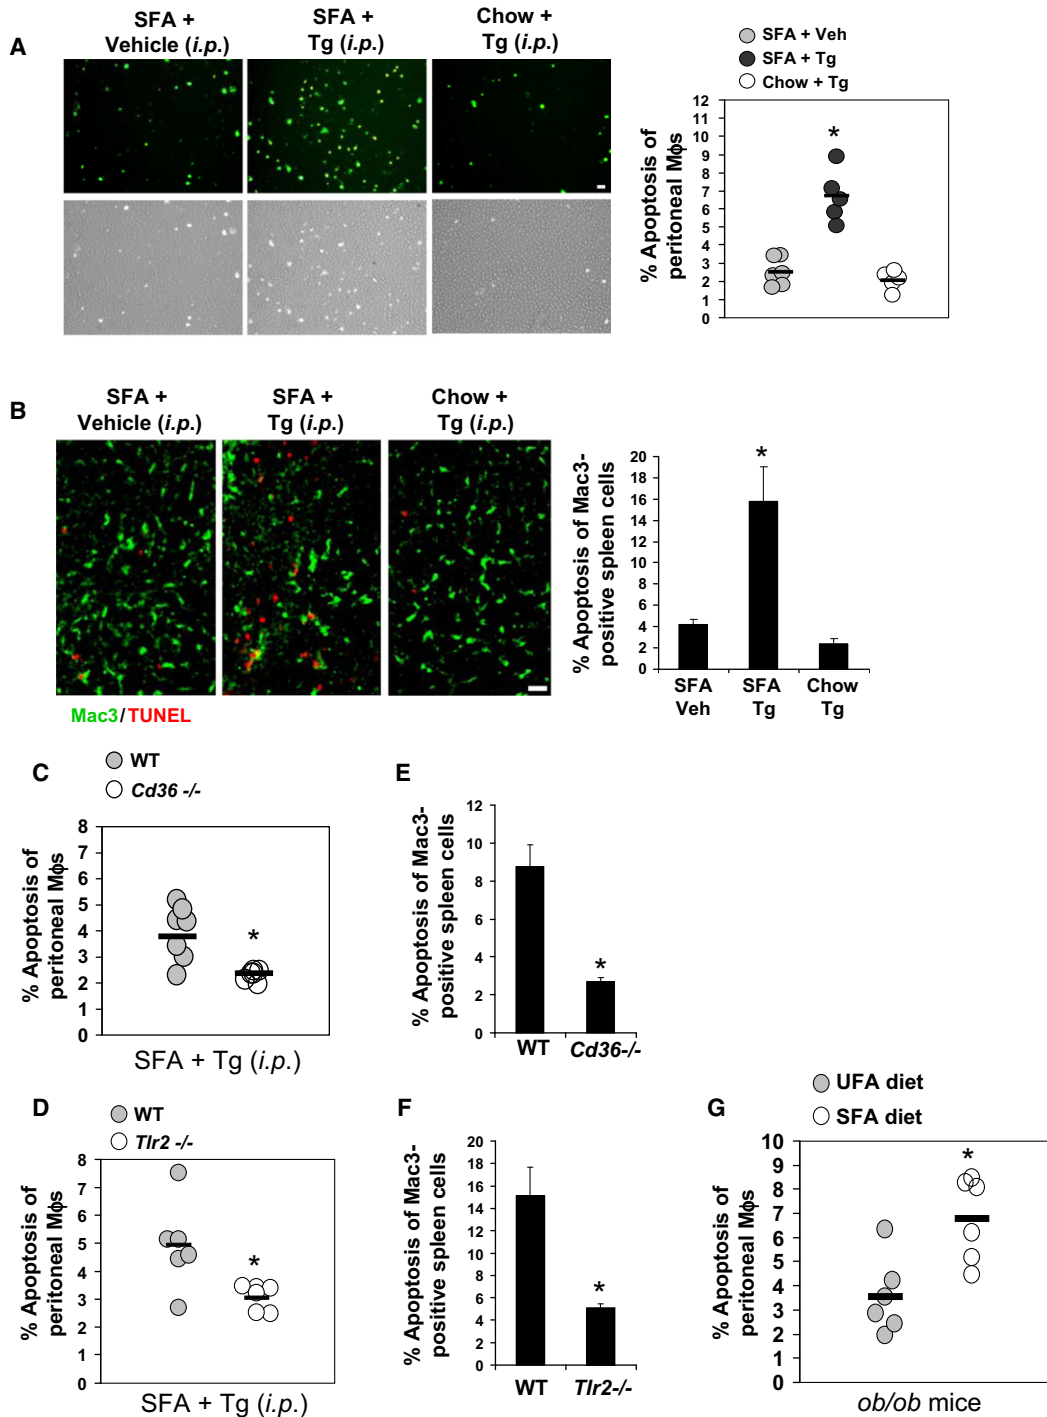 A
SFA +
Vehicle (i.p.)
SFA +
Tg (i.p.)
Chow +
Tg (i.p.)
SFA + Veh
SFA + Tg
Chow + Tg
% Apoptosis of
peritoneal Mϕs
12
11
10
9
8
7
6
5
4
3
2
1
0
*
B
SFA +
Vehicle (i.p.)
SFA +
Tg (i.p.)
Chow +
Tg (i.p.)
Mac3/TUNEL
% Apoptosis of Mac3-
positive spleen cells
20
18
16
14
12
10
8
6
4
2
0
*
SFA
Veh
SFA
Tg
Chow
Tg
C
WT
Cd36 -/-
% Apoptosis of
peritoneal Mϕs
8
7
6
5
4
3
2
1
0
*
SFA + Tg (i.p.)
E
% Apoptosis of Mac3-
positive spleen cells
12
10
8
6
4
2
0
*
WT
Cd36-/-
D
WT
Tlr2 -/-
% Apoptosis of
peritoneal Mϕs
8
7
6
5
4
3
2
1
0
*
SFA + Tg (i.p.)
F
% Apoptosis of Mac3-
positive spleen cells
20
18
16
14
12
10
8
6
4
2
0
*
WT
Tlr2-/-
G
UFA diet
SFA diet
% Apoptosis of
peritoneal Mϕs
10
9
8
7
6
5
4
3
2
1
0
*
ob/ob mice